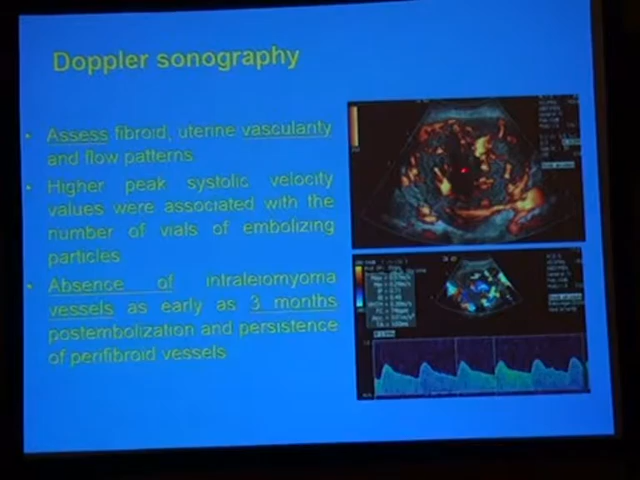 Doppler sonography
• Assess fibroid, uterine vascularity
and flow patterns
• Higher peak systolic velocity
values were associated with the
number of vials of embolizing
particles
• Absence of intraleiomyoma
vessels as early as 3 months
postembolization and persistence
of perifibroid vessels